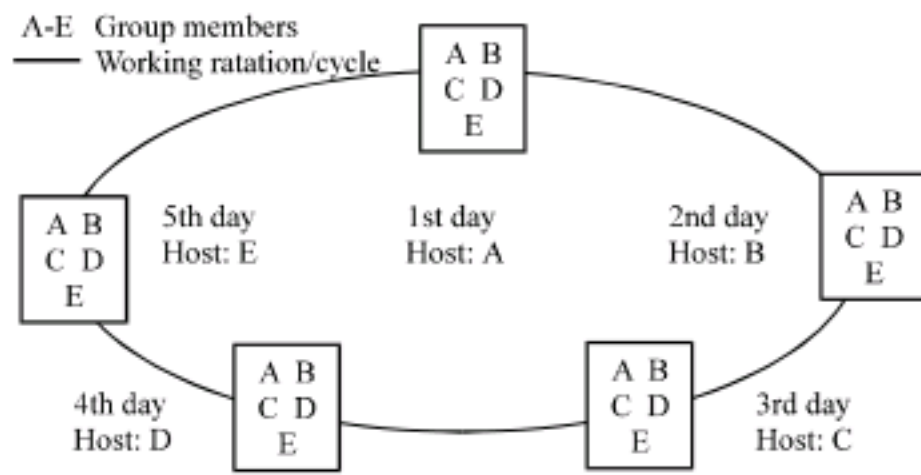 A-E Group members
Working ratation/cycle
A B
C D
E
5th day
Host: E
1st day
Host: A
2nd day
Host: B
A B
C D
E
A B
C D
E
4th day
Host: D
A B
C D
E
A B
C D
E
3rd day
Host: C